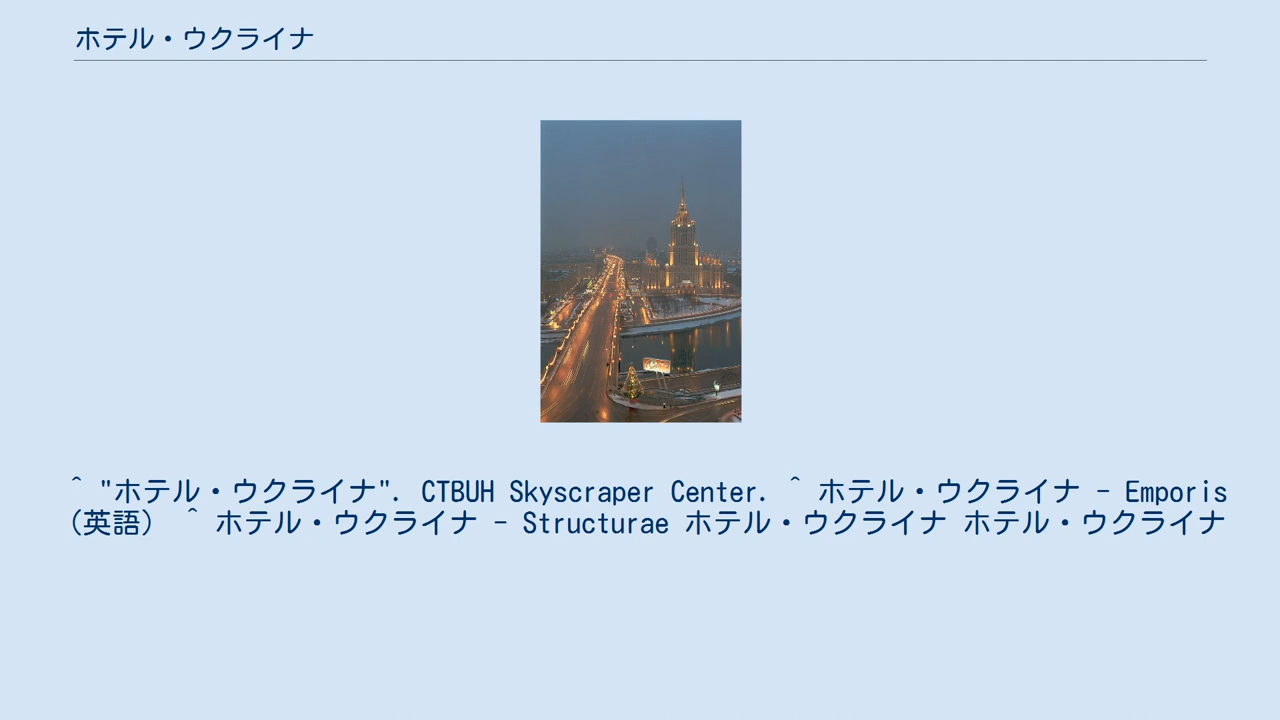 ホテル・ウクライナ
^ "ホテル・ウクライナ". CTBUH Skyscraper Center. ^ ホテル・ウクライナ - Emporis
(英語) ^ ホテル・ウクライナ - Structurae ホテル・ウクライナ ホテル・ウクライナ